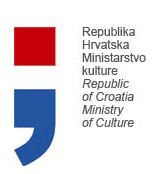 Republika
Hrvatska
Ministarstvo
kulture
Republic
of Croatia
Ministry
of Culture